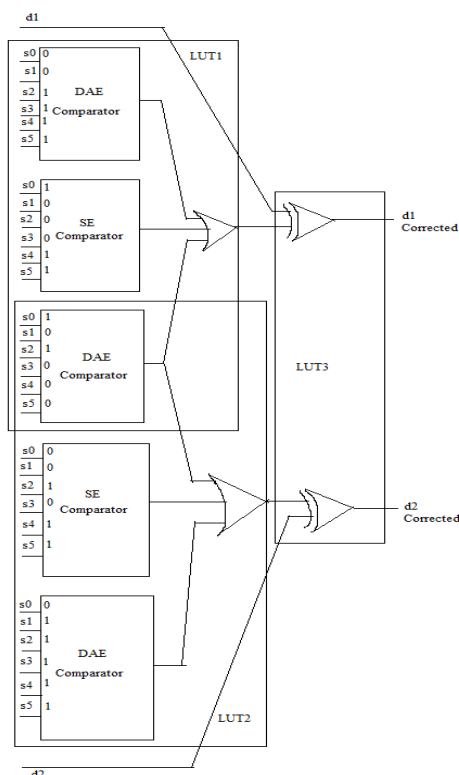 d1
LUT1
s0 0
s1 0
s2 1
s3 1
s4 1
s5 1
DAE
Comparator
s0 1
s1 0
s2 0
s3 0
s4 1
s5 1
SE
Comparator
d1
Corrected
s0 1
s1 0
s2 1
s3 0
s4 0
s5 0
DAE
Comparator
LUT3
s0 0
s1 0
s2 1
s3 0
s4 1
s5 1
SE
Comparator
d2
Corrected
s0 0
s1 1
s2 1
s3 1
s4 1
s5 1
DAE
Comparator
LUT2
d2